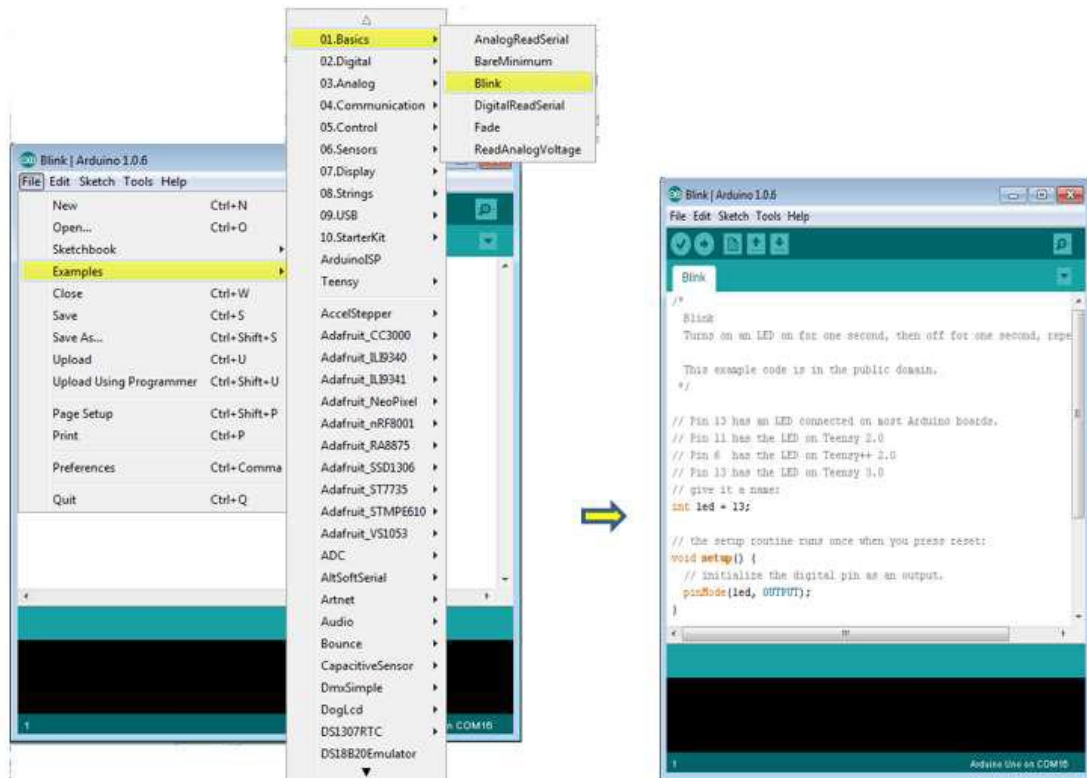 Blink | Arduino 1.0.6
File Edit Sketch Tools Help
New Ctrl+N
Open... Ctrl+O
Sketchbook
Examples
Close Ctrl+W
Save Ctrl+S
Save As... Ctrl+Shift+S
Upload Ctrl+U
Upload Using Programmer Ctrl+Shift+U
Page Setup Ctrl+Shift+P
Print Ctrl+P
Preferences Ctrl+Comma
Quit Ctrl+Q
1
n COM16
01.Basics
02.Digital
03.Analog
04.Communication
05.Control
06.Sensors
07.Display
08.Strings
09.USB
10.StarterKit
ArduinoISP
Teensy
AccelStepper
Adafruit_CC3000
Adafruit_ILI9340
Adafruit_ILI9341
Adafruit_NeoPixel
Adafruit_nRF8001
Adafruit_RA8875
Adafruit_SSD1306
Adafruit_ST7735
Adafruit_STMPE610
Adafruit_VS1053
ADC
AltSoftSerial
Artnet
Audio
Bounce
CapacitiveSensor
DmxSimple
DogLcd
DS1307RTC
DS18B20Emulator
AnalogReadSerial
BareMinimum
Blink
DigitalReadSerial
Fade
ReadAnalogVoltage
Blink | Arduino 1.0.6
File Edit Sketch Tools Help
Blink
/*
Blink
Turns on an LED on for one second, then off for one second, repe
This example code is in the public domain.
*/
// Pin 13 has an LED connected on most Arduino boards.
// Pin 11 has the LED on Teensy 2.0
// Pin 6 has the LED on Teensy++ 2.0
// Pin 13 has the LED on Teensy 3.0
// give it a name:
int led = 13;
// the setup routine runs once when you press reset:
void setup() {
// initialize the digital pin as an output.
pinMode(led, OUTPUT);
}
1
Arduino Uno on COM16